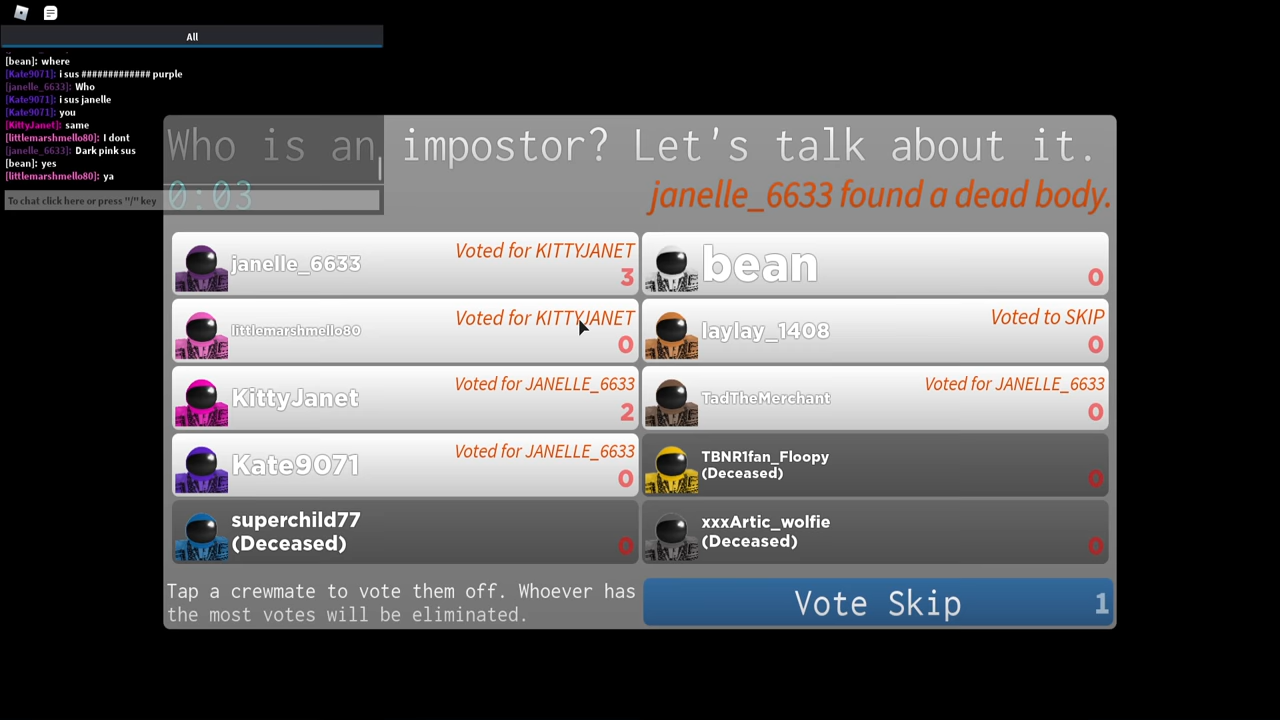 All
[bean]: where
[Kate9071]: i sus ############# purple
[janelle_6633]: Who
[Kate9071]: i sus janelle
[Kate9071]: you
[KittyJanet]: same
[littlemarshmello80]: I dont
[janelle_6633]: Dark pink sus
[bean]: yes
[littlemarshmello80]: ya
To chat click here or press "/" key
Who is an impostor? Let's talk about it.
0:03
janelle_6633 found a dead body.
janelle_6633
Voted for KITTYJANET
3
bean
0
littlemarshmello80
Voted for KITTYJANET
0
laylay_1408
Voted to SKIP
0
KittyJanet
Voted for JANELLE_6633
2
TadTheMerchant
Voted for JANELLE_6633
0
Kate9071
Voted for JANELLE_6633
0
TBNR1fan_Floopy
(Deceased)
0
superchild77
(Deceased)
0
xxxArtic_wolfie
(Deceased)
0
Tap a crewmate to vote them off. Whoever has
the most votes will be eliminated.
Vote Skip
1